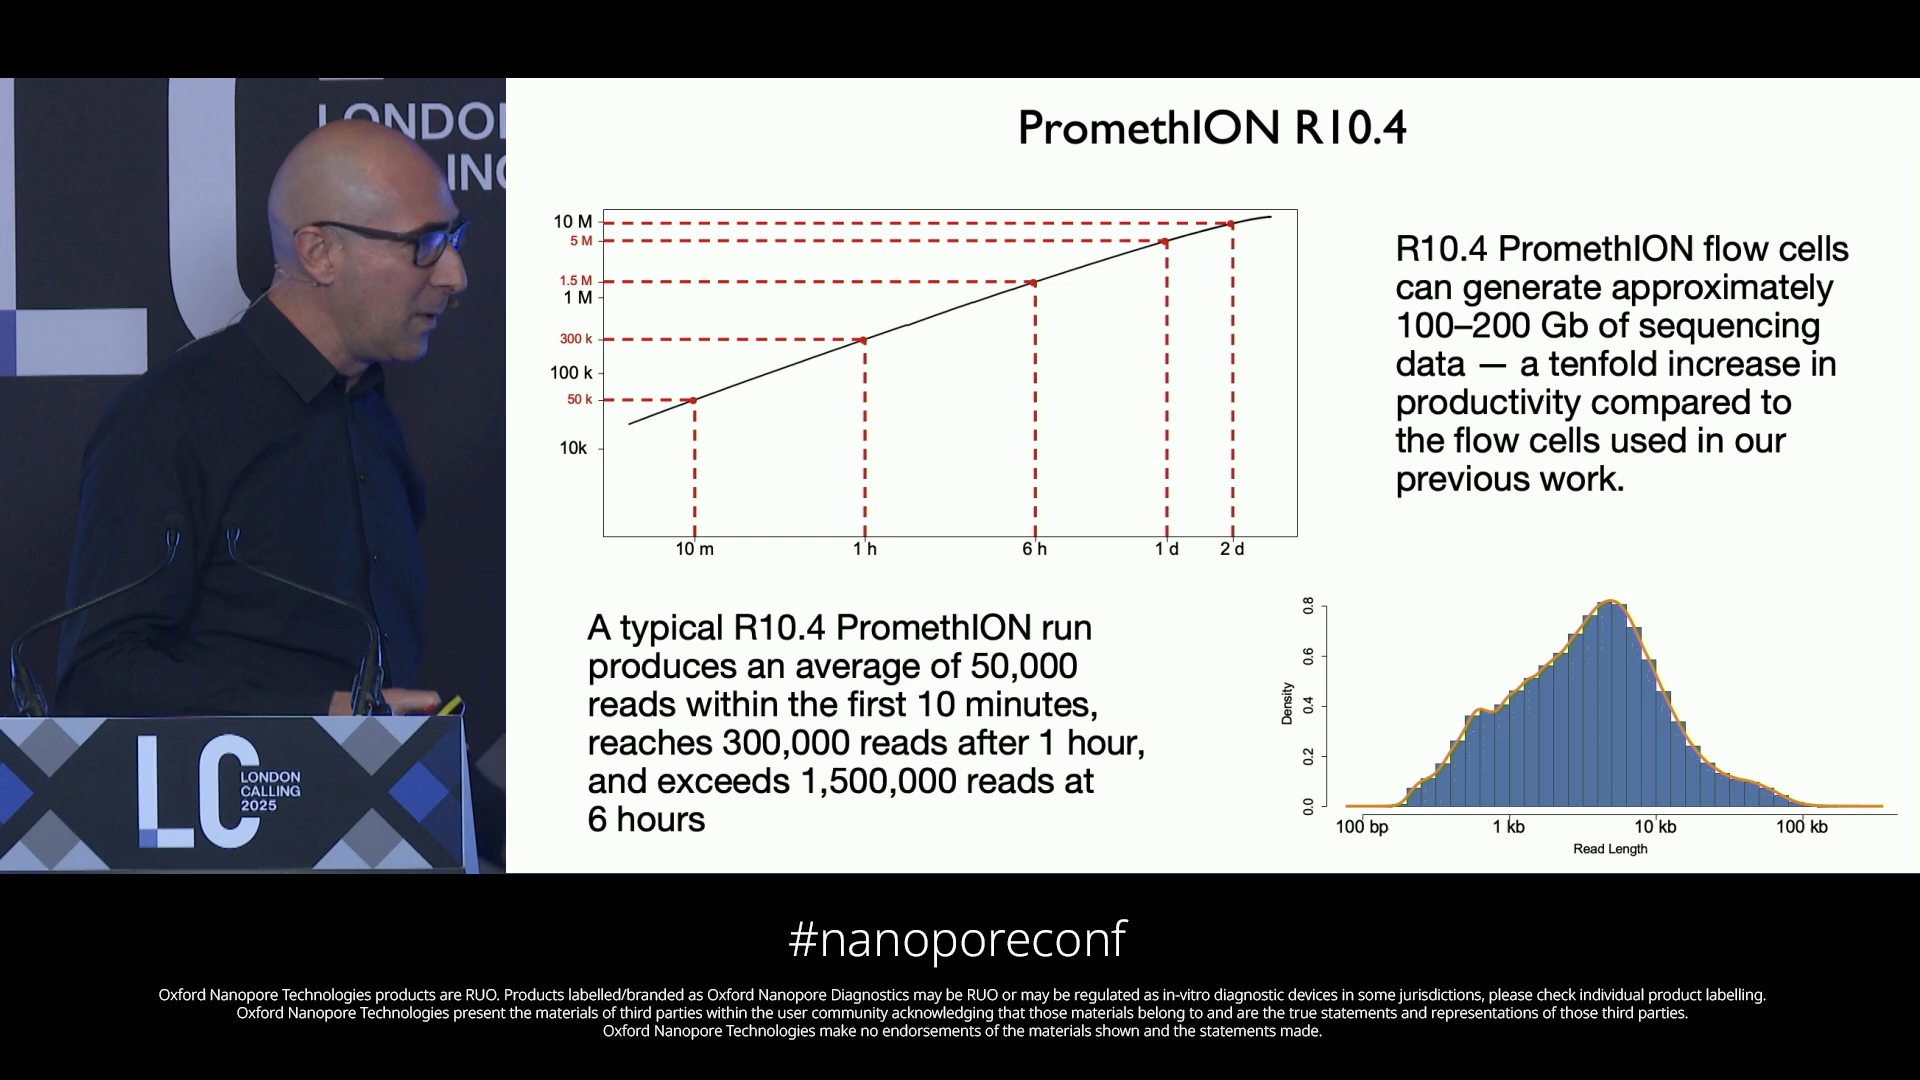 LONDO
ING
PromethION R10.4
10 M
5 M
1.5 M
1 M
300 k
100 k
50 k
10k
10 m
1 h
6 h
1 d
2 d
R10.4 PromethION flow cells
can generate approximately
100–200 Gb of sequencing
data — a tenfold increase in
productivity compared to
the flow cells used in our
previous work.
A typical R10.4 PromethION run
produces an average of 50,000
reads within the first 10 minutes,
reaches 300,000 reads after 1 hour,
and exceeds 1,500,000 reads at
6 hours
Density
0.8
0.6
0.4
0.2
0.0
100 bp
1 kb
10 kb
100 kb
Read Length
LC
LONDON
CALLING
2025
#nanoporeconf
Oxford Nanopore Technologies products are RUO. Products labelled/branded as Oxford Nanopore Diagnostics may be RUO or may be regulated as in-vitro diagnostic devices in some jurisdictions, please check individual product labelling.
Oxford Nanopore Technologies present the materials of third parties within the user community acknowledging that those materials belong to and are the true statements and representations of those third parties.
Oxford Nanopore Technologies make no endorsements of the materials shown and the statements made.